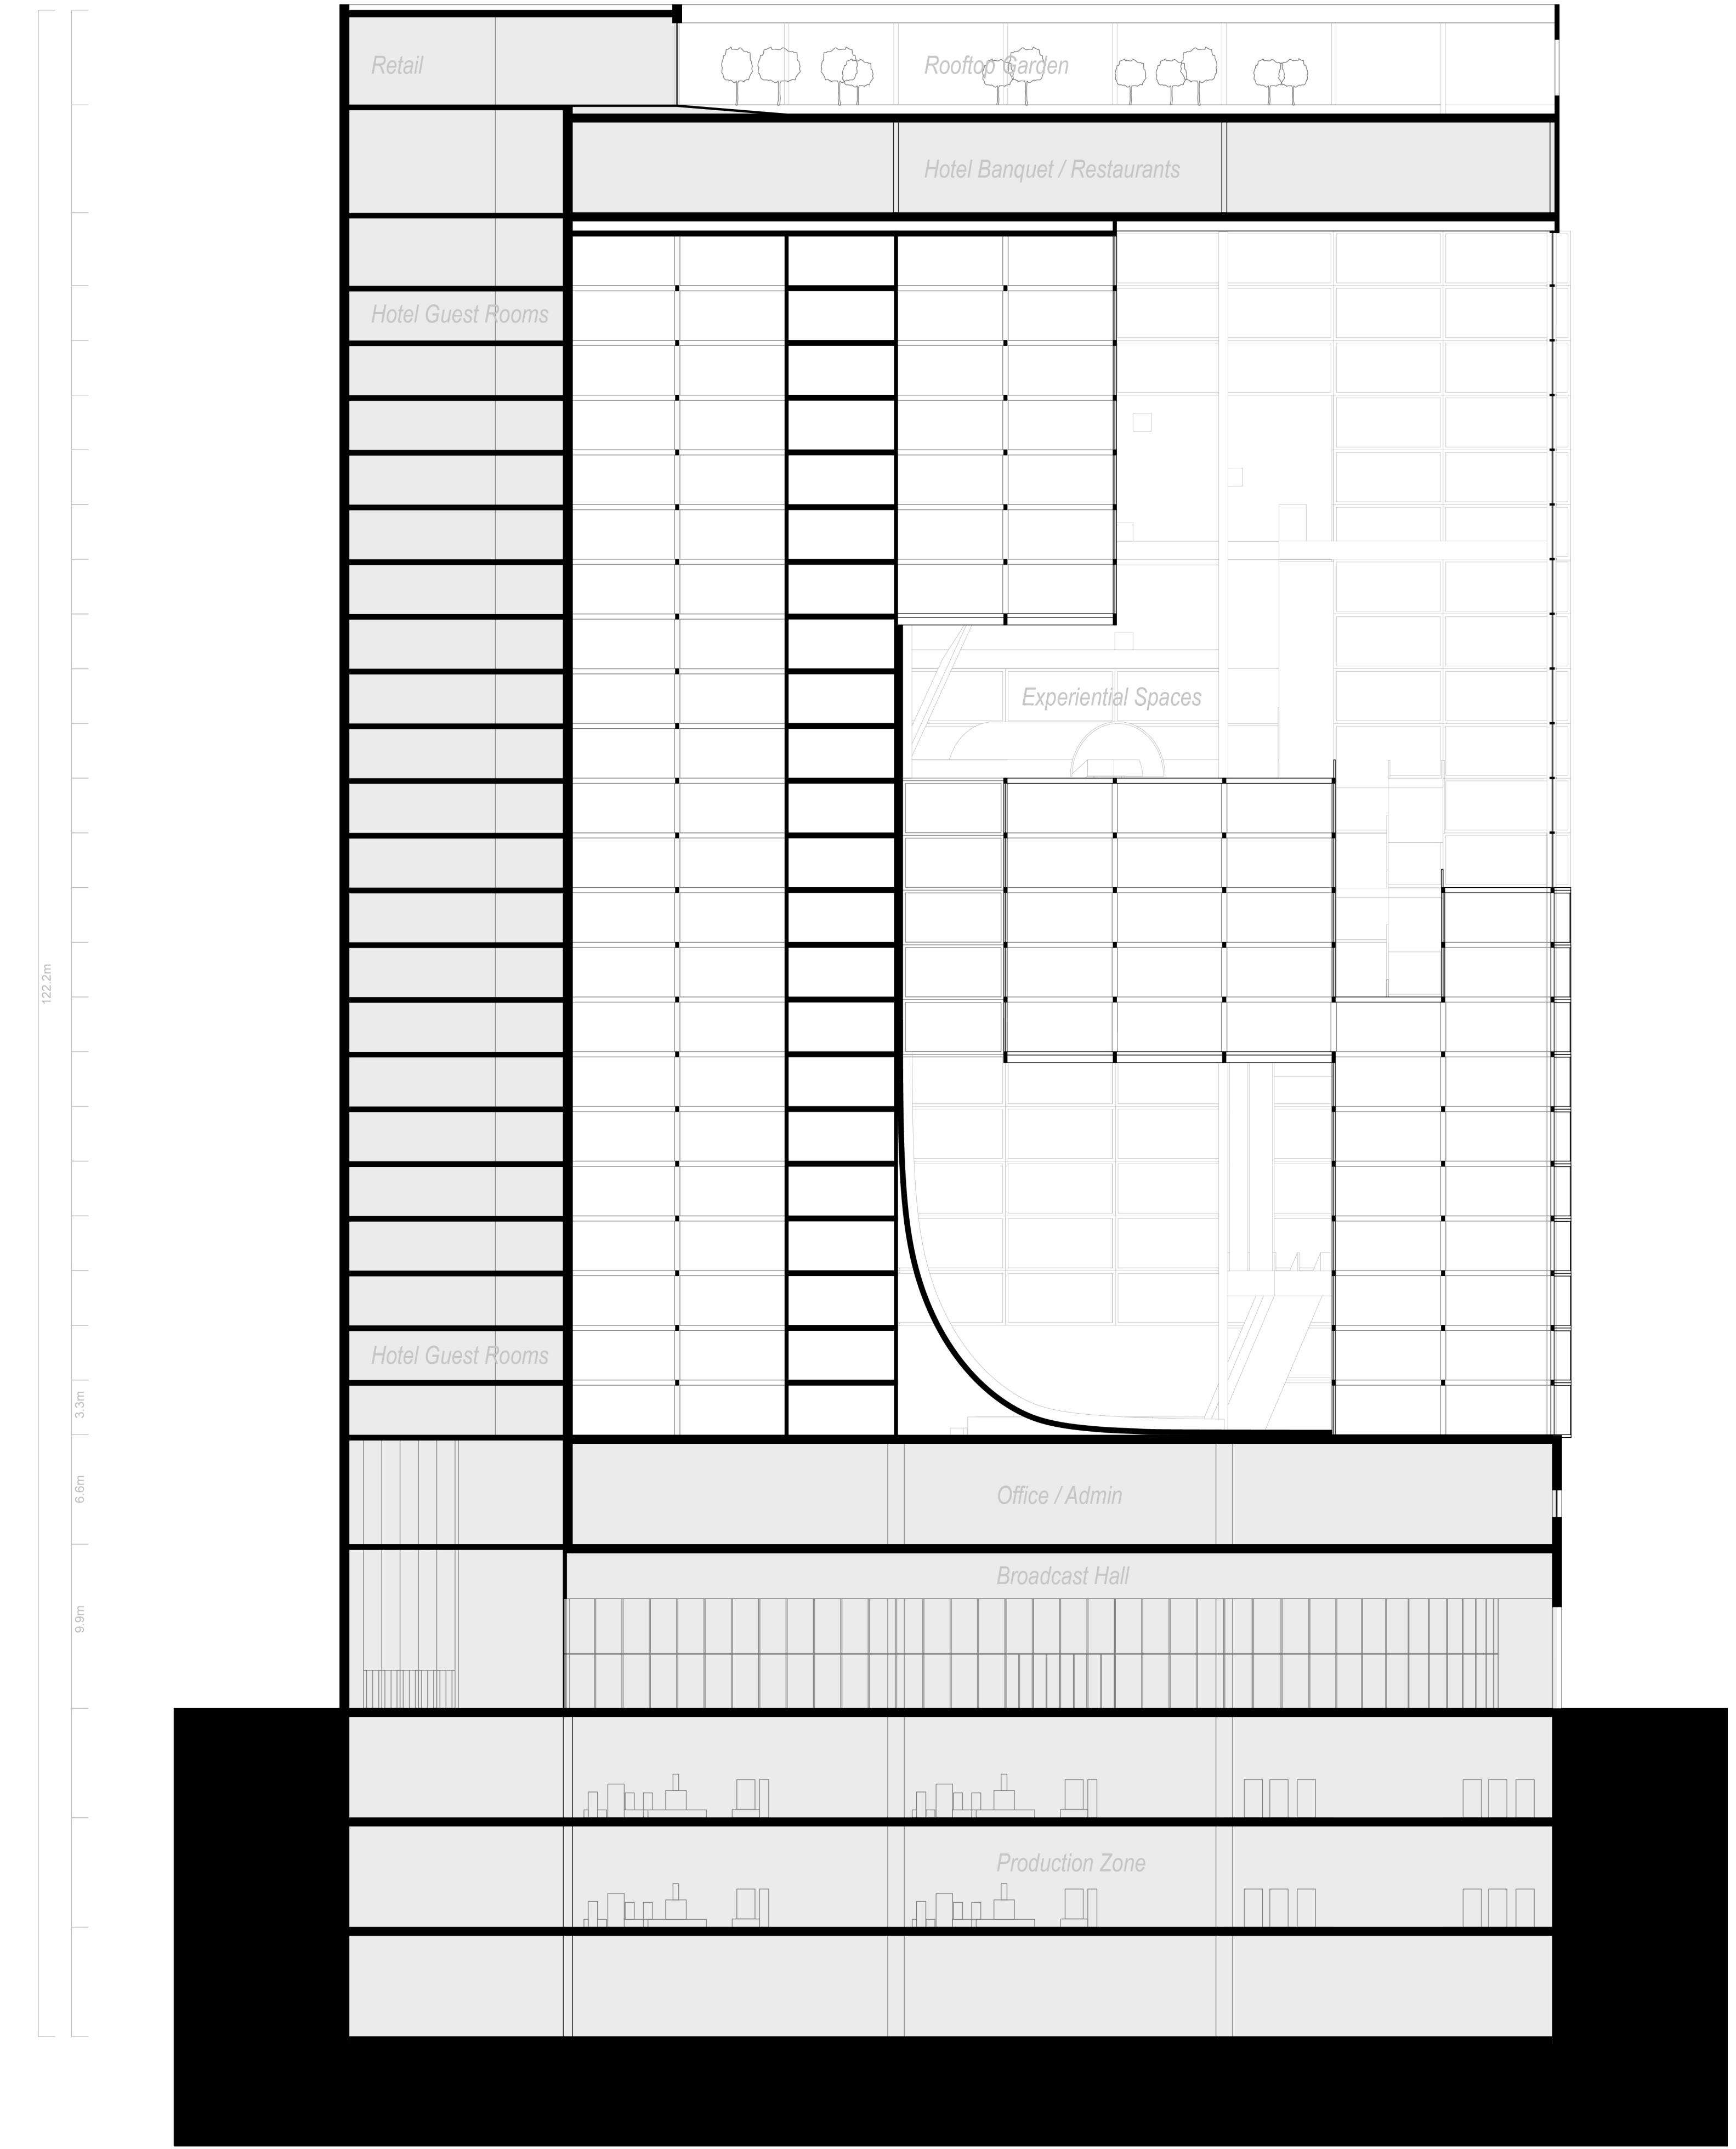 Retail
Rooftop Garden
Hotel Banquet / Restaurants
Hotel Guest Rooms
Experiential Spaces
122.2m
Hotel Guest Rooms
3.3m
6.6m
Office / Admin
Broadcast Hall
9.9m
Production Zone